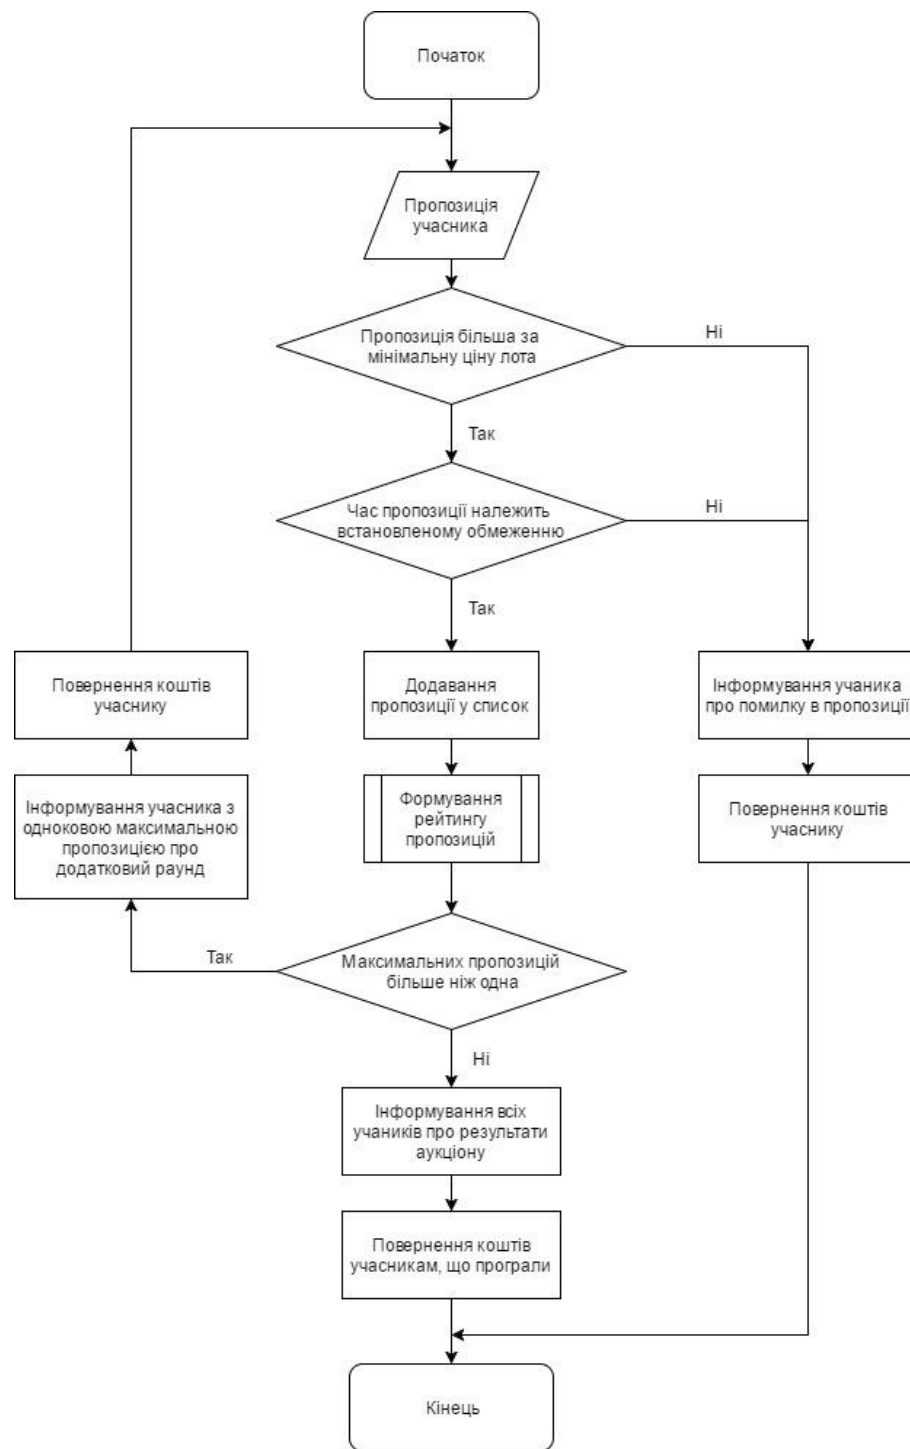 Початок
Пропозиція
учасника
Пропозиція більша за
мінімальну ціну лота
Ні
Так
Час пропозиції належить
встановленому обмеженню
Ні
Так
Повернення коштів
учаснику
Додавання
пропозиції у список
Інформування учаника
про помилку в пропозиції
Інформування учасника з
одноковою максимальною
пропозицією про
додатковий раунд
Формування
рейтингу
пропозицій
Повернення коштів
учаснику
Так
Максимальних пропозицій
більше ніж одна
Ні
Інформування всіх
учаників про результати
аукціону
Повернення коштів
учасникам, що програли
Кінець